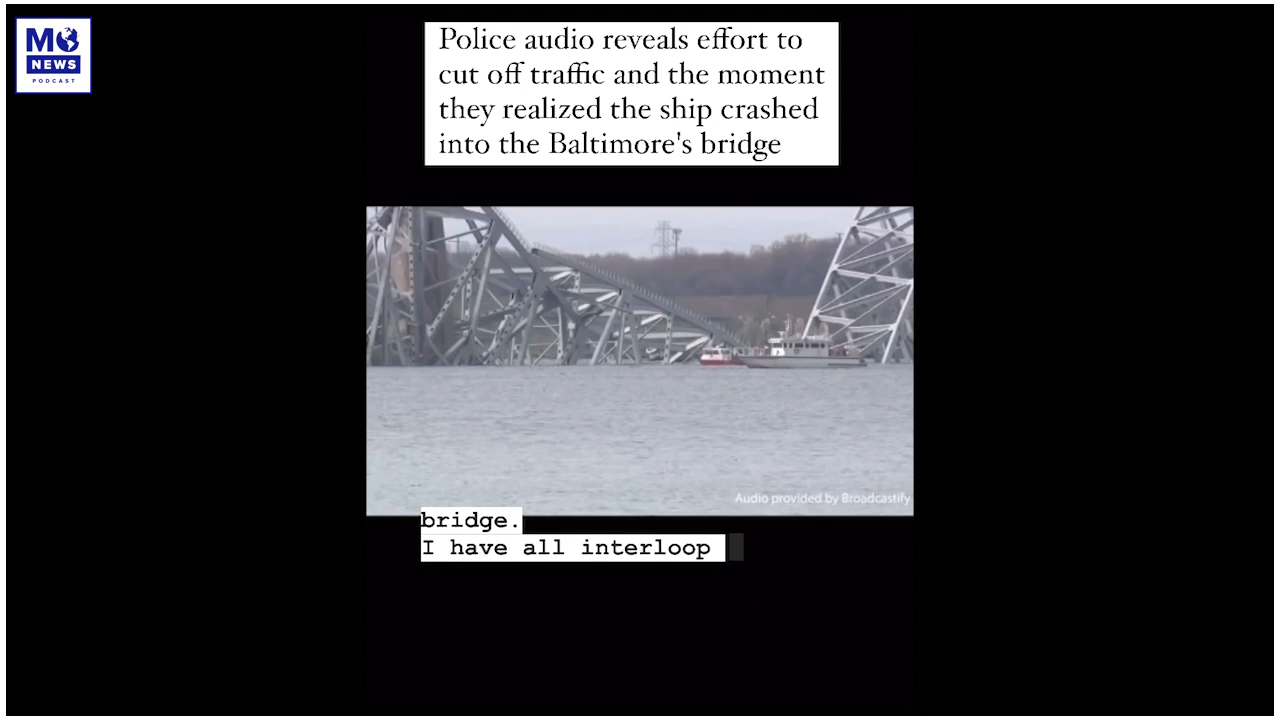 MO
NEWS
PODCAST
Police audio reveals effort to
cut off traffic and the moment
they realized the ship crashed
into the Baltimore's bridge
Audio provided by Broadcastify
bridge.
I have all interloop